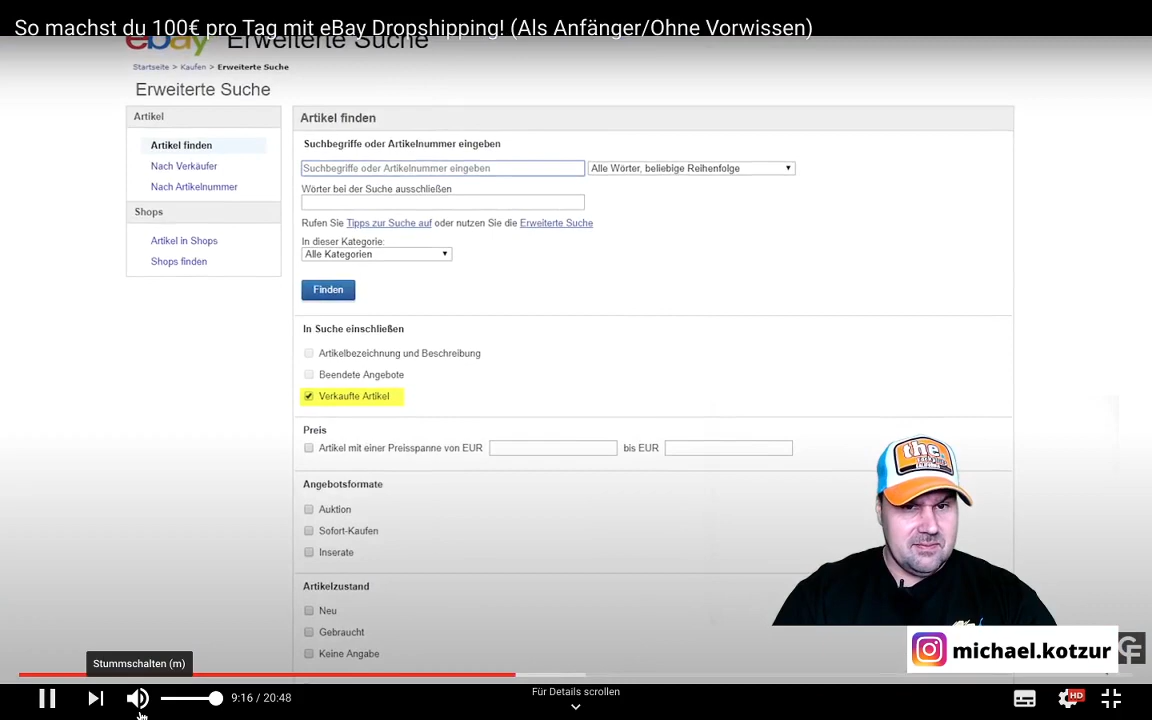 So machst du 100€ pro Tag mit eBay Dropshipping! (Als Anfänger/Ohne Vorwissen)
ebay Erweiterte Suche
Startseite > Kaufen > Erweiterte Suche
Erweiterte Suche
Artikel
Artikel finden
Nach Verkäufer
Nach Artikelnummer
Shops
Artikel in Shops
Shops finden
Artikel finden
Suchbegriffe oder Artikelnummer eingeben
Suchbegriffe oder Artikelnummer eingeben Alle Wörter, beliebige Reihenfolge
Wörter bei der Suche ausschließen
Rufen Sie Tipps zur Suche auf oder nutzen Sie die Erweiterte Suche
In dieser Kategorie:
Alle Kategorien
Finden
In Suche einschließen
Artikelbezeichnung und Beschreibung
Beendete Angebote
Verkaufte Artikel
Preis
Artikel mit einer Preisspanne von EUR bis EUR
Angebotsformate
Auktion
Sofort-Kaufen
Inserate
Artikelzustand
Neu
Gebraucht
Keine Angabe
the
michael.kotzur
Stummschalten (m)
9:16 / 20:48
Für Details scrollen
HD